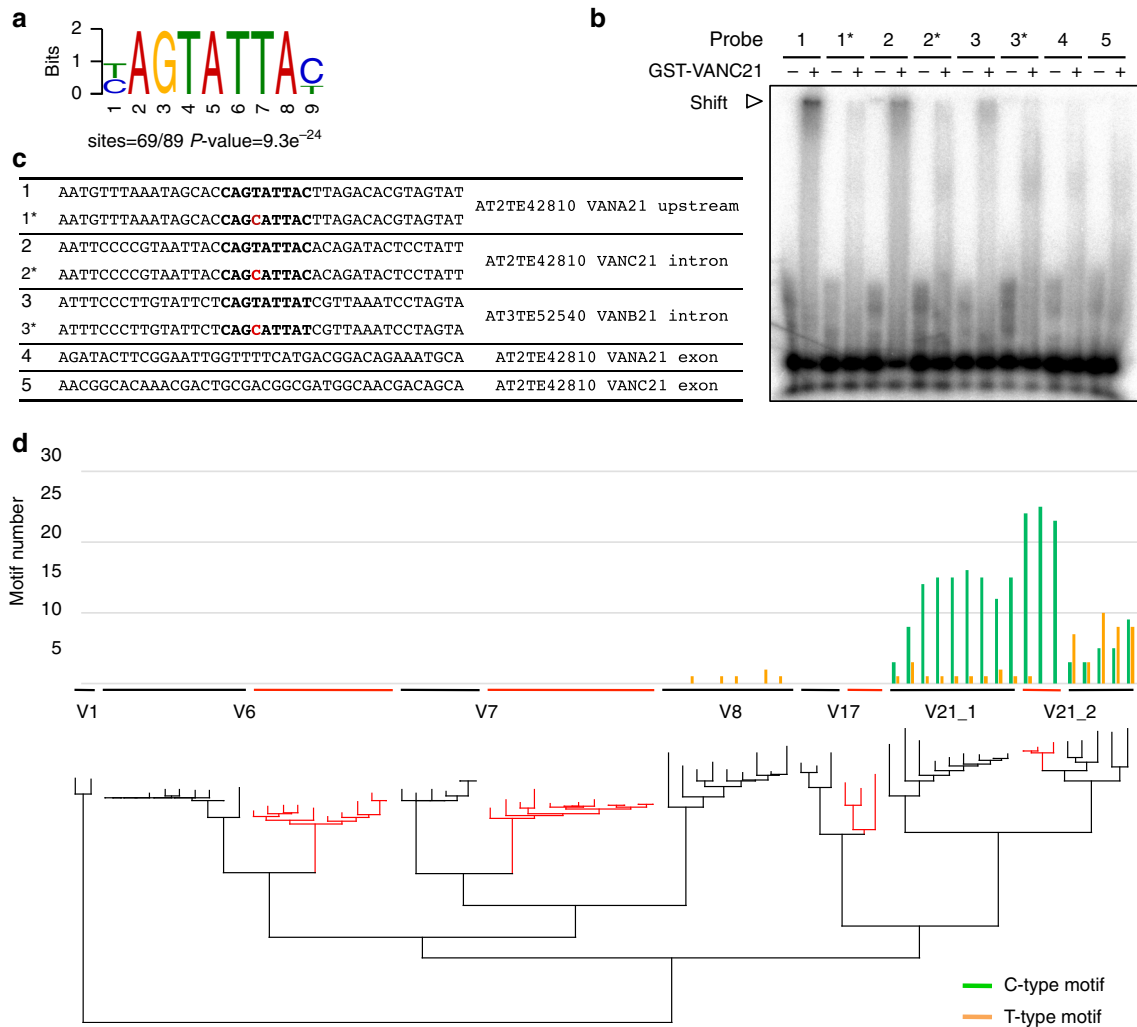 a
Bits
2
1
0
TCAGTATTACT
1 2 3 4 5 6 7 8 9
sites=69/89 P-value=9.3e−24
b
Probe 1 1* 2 2* 3 3* 4 5
GST-VANC21 − + − + − + − + − + − + − + − +
Shift
c
1 AATGTTTAAATAGCACCAGTATTACTTAGACACGTAGTAT
AT2TE42810 VANA21 upstream
1* AATGTTTAAATAGCACCAGCATTACTTAGACACGTAGTAT
2 AATTCCCCGTAATTACCAGTATTACACAGATACTCCTATT
AT2TE42810 VANC21 intron
2* AATTCCCCGTAATTACCAGCATTACACAGATACTCCTATT
3 ATTTCCCTTGTATTCTCAGTATTATCGTTAAATCCTAGTA
AT3TE52540 VANB21 intron
3* ATTTCCCTTGTATTCTCAGCATTATCGTTAAATCCTAGTA
4 AGATACTTCGGAATTGGTTTTCATGACGGACAGAAATGCA AT2TE42810 VANA21 exon
5 AACGGCACAAACGACTGCGACGGCGATGGCAACGACAGCA AT2TE42810 VANC21 exon
d
Motif number
30
25
20
15
10
5
V1 V6 V7 V8 V17 V21_1 V21_2
C-type motif
T-type motif